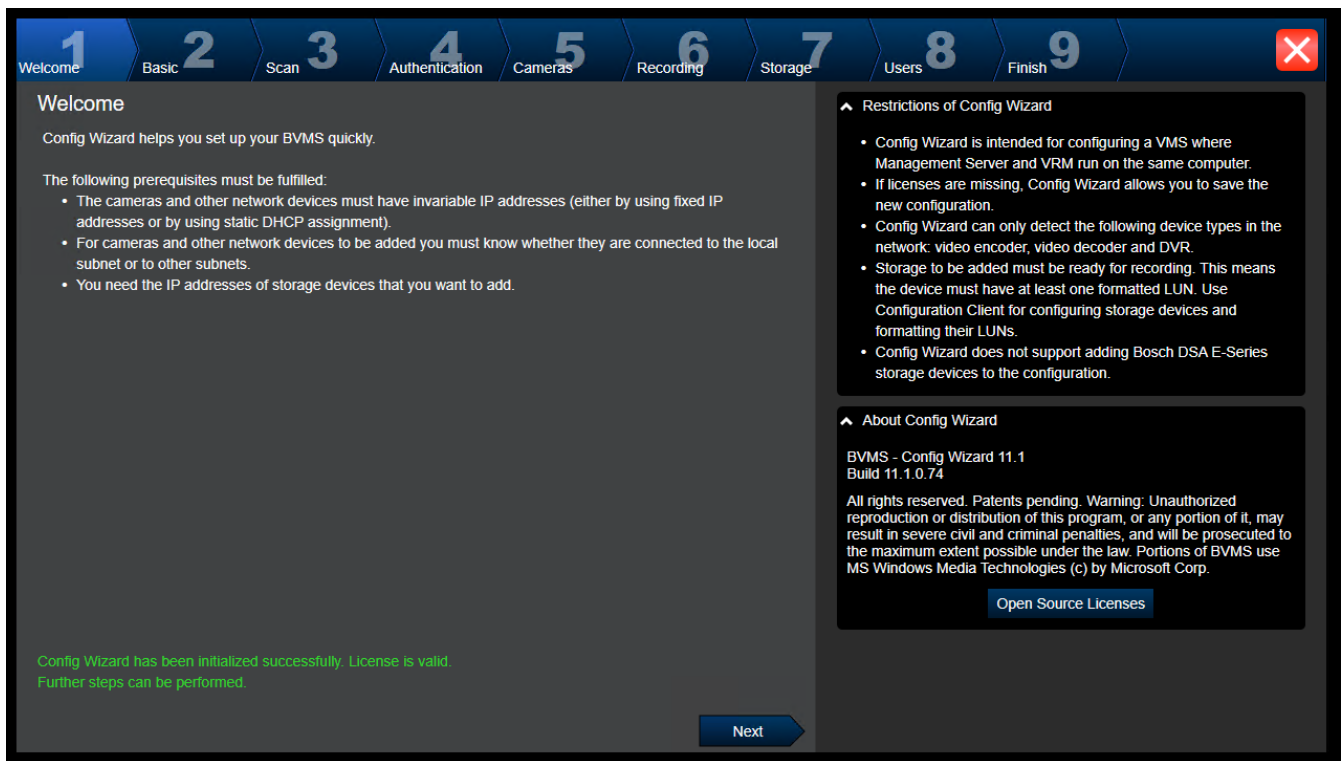 1 Welcome
2 Basic
3 Scan
4 Authentication
5 Cameras
6 Recording
7 Storage
8 Users
9 Finish
Welcome
Config Wizard helps you set up your BVMS quickly.
The following prerequisites must be fulfilled:
• The cameras and other network devices must have invariable IP addresses (either by using fixed IP
addresses or by using static DHCP assignment).
• For cameras and other network devices to be added you must know whether they are connected to the local
subnet or to other subnets.
• You need the IP addresses of storage devices that you want to add.
Config Wizard has been initialized successfully. License is valid.
Further steps can be performed.
Next
Restrictions of Config Wizard
• Config Wizard is intended for configuring a VMS where
Management Server and VRM run on the same computer.
• If licenses are missing, Config Wizard allows you to save the
new configuration.
• Config Wizard can only detect the following device types in the
network: video encoder, video decoder and DVR.
• Storage to be added must be ready for recording. This means
the device must have at least one formatted LUN. Use
Configuration Client for configuring storage devices and
formatting their LUNs.
• Config Wizard does not support adding Bosch DSA E-Series
storage devices to the configuration.
About Config Wizard
BVMS - Config Wizard 11.1
Build 11.1.0.74
All rights reserved. Patents pending. Warning: Unauthorized
reproduction or distribution of this program, or any portion of it, may
result in severe civil and criminal penalties, and will be prosecuted to
the maximum extent possible under the law. Portions of BVMS use
MS Windows Media Technologies (c) by Microsoft Corp.
Open Source Licenses